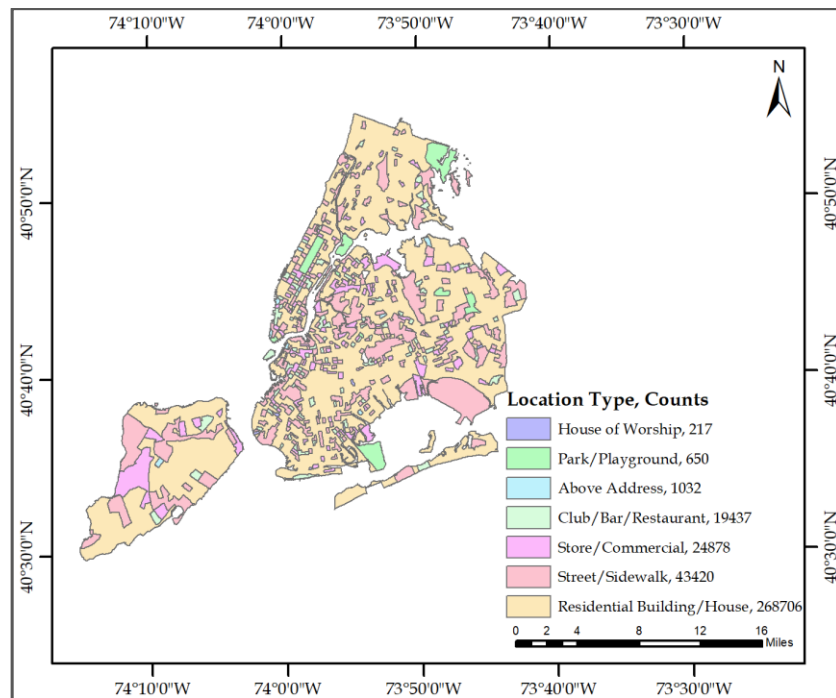 74°10'0"W 74°0'0"W 73°50'0"W 73°40'0"W 73°30'0"W
N
40°50'0"N 40°50'0"N
40°40'0"N 40°40'0"N
40°30'0"N 40°30'0"N
Location Type, Counts
House of Worship, 217
Park/Playground, 650
Above Address, 1032
Club/Bar/Restaurant, 19437
Store/Commercial, 24878
Street/Sidewalk, 43420
Residential Building/House, 268706
0 2 4 8 12 16
Miles
74°10'0"W 74°0'0"W 73°50'0"W 73°40'0"W 73°30'0"W